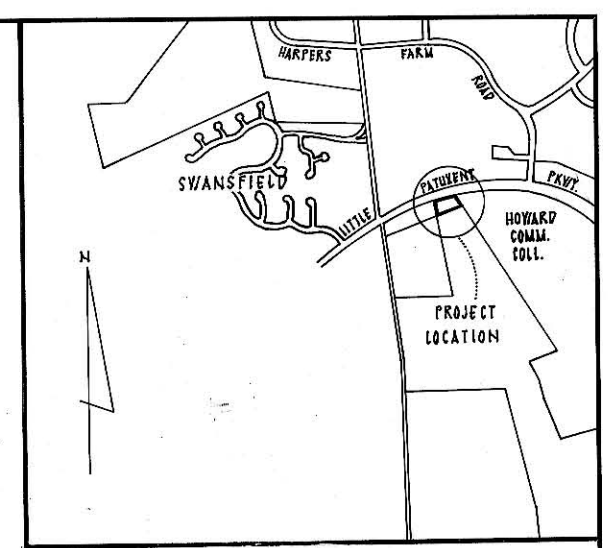 HARPERS FARM ROAD
SWANSFIELD
LITTLE PATUXENT PKWY.
HOWARD
COMM.
COLL.
N
PROJECT
LOCATION